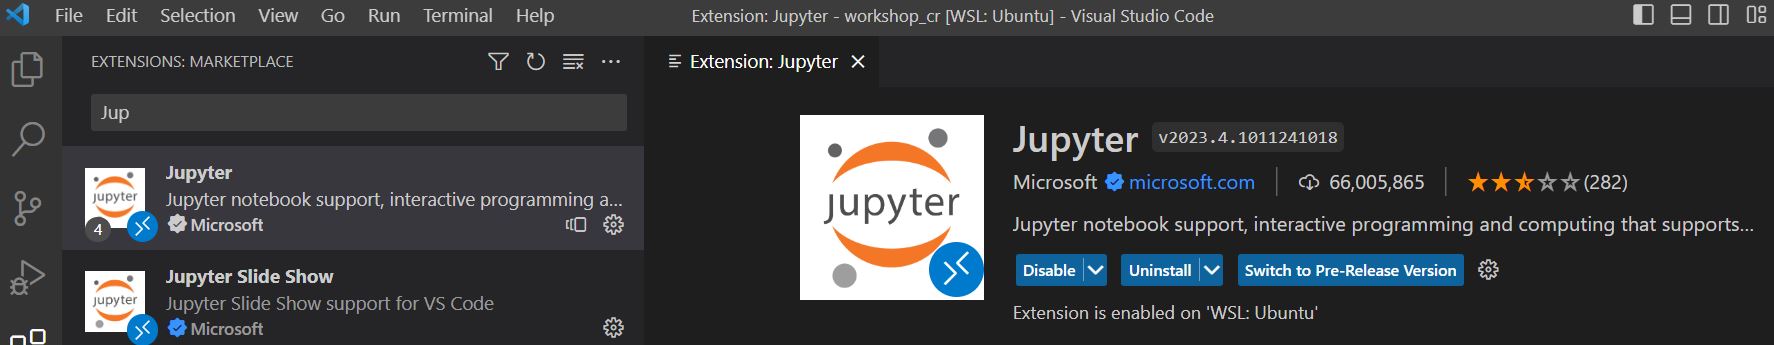 File Edit Selection View Go Run Terminal Help
Extension: Jupyter - workshop_cr [WSL: Ubuntu] - Visual Studio Code
EXTENSIONS: MARKETPLACE
Jup
jupyter
4
Jupyter
Jupyter notebook support, interactive programming a...
Microsoft
jupyter
Jupyter Slide Show
Jupyter Slide Show support for VS Code
Microsoft
Extension: Jupyter
jupyter
Jupyter v2023.4.1011241018
Microsoft microsoft.com 66,005,865 (282)
Jupyter notebook support, interactive programming and computing that supports...
Disable Uninstall Switch to Pre-Release Version
Extension is enabled on 'WSL: Ubuntu'